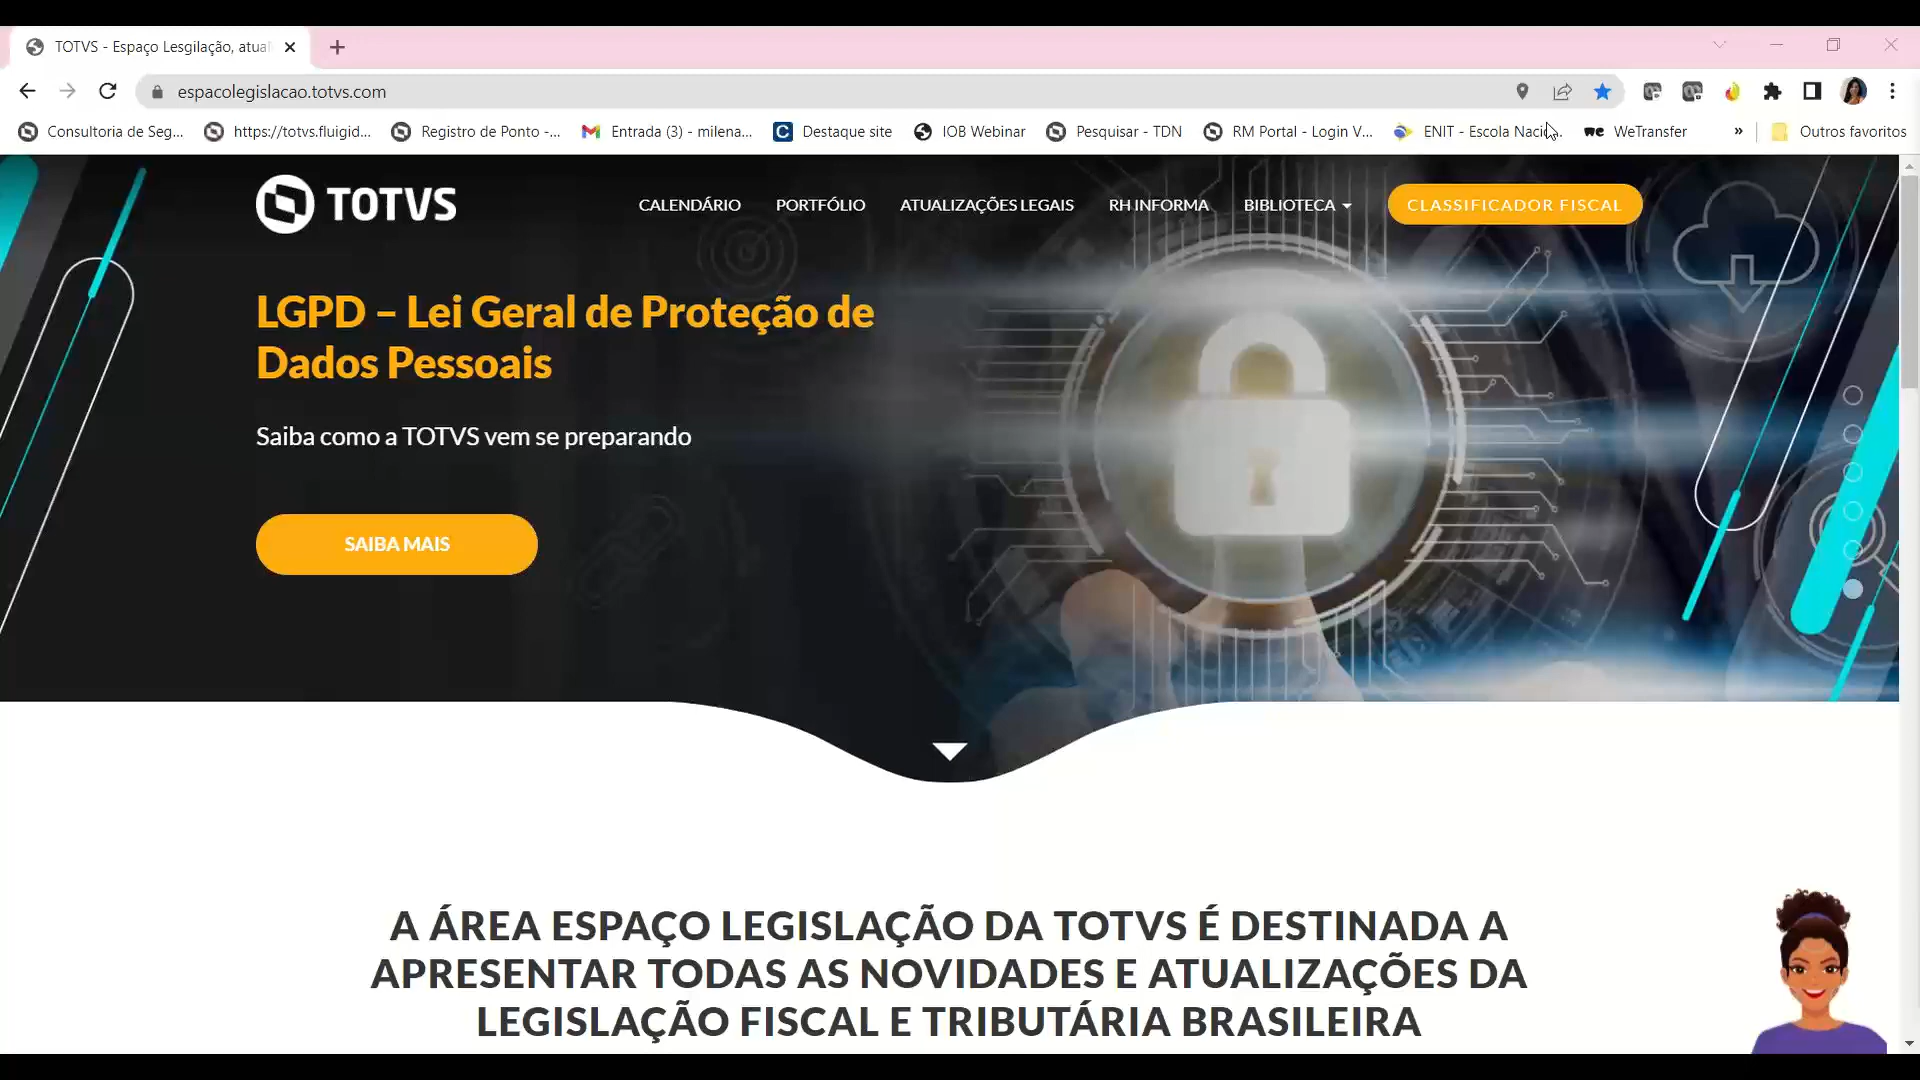 TOTVS - Espaço Lesgilação, atual
espacolegislacao.totvs.com
Consultoria de Seg... https://totvs.fluigid... Registro de Ponto -... Entrada (3) - milena... Destaque site IOB Webinar Pesquisar - TDN RM Portal - Login V... ENIT - Escola Nacio... WeTransfer » Outros favoritos
TOTVS CALENDÁRIO PORTFÓLIO ATUALIZAÇÕES LEGAIS RH INFORMA BIBLIOTECA CLASSIFICADOR FISCAL
LGPD – Lei Geral de Proteção de
Dados Pessoais
Saiba como a TOTVS vem se preparando
SAIBA MAIS
A ÁREA ESPAÇO LEGISLAÇÃO DA TOTVS É DESTINADA A
APRESENTAR TODAS AS NOVIDADES E ATUALIZAÇÕES DA
LEGISLAÇÃO FISCAL E TRIBUTÁRIA BRASILEIRA